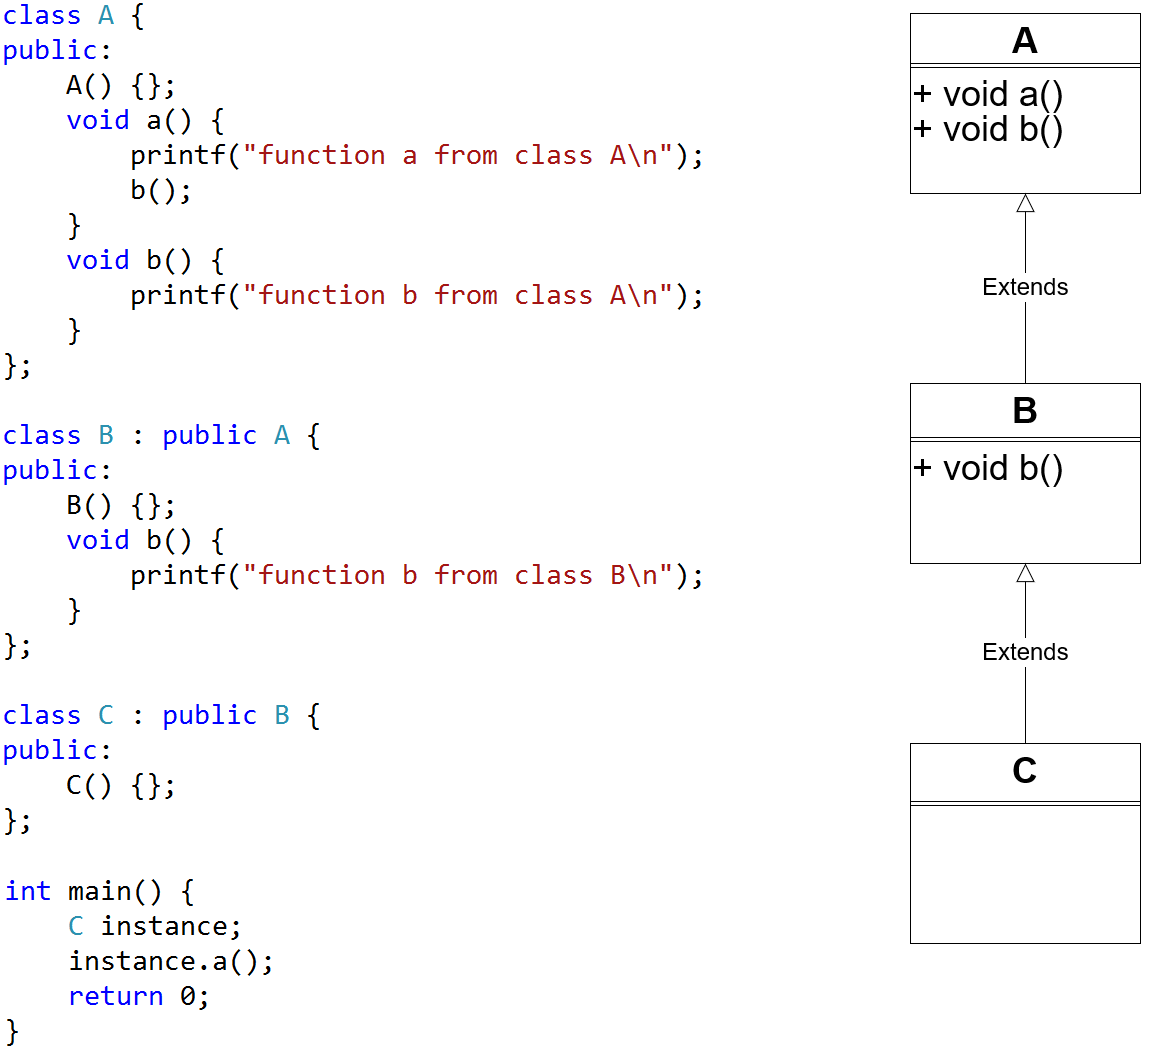 class A {
public:
    A() {};
    void a() {
        printf("function a from class A\n");
        b();
    }
    void b() {
        printf("function b from class A\n");
    }
};

class B : public A {
public:
    B() {};
    void b() {
        printf("function b from class B\n");
    }
};

class C : public B {
public:
    C() {};
};

int main() {
    C instance;
    instance.a();
    return 0;
}
A
+ void a()
+ void b()
Extends
B
+ void b()
Extends
C